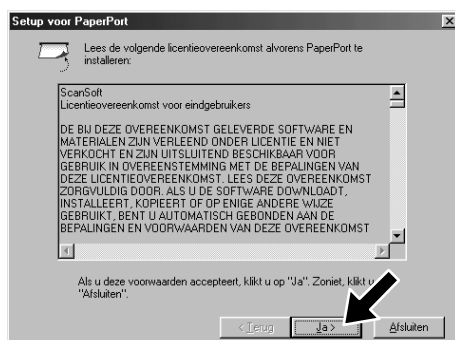 Setup voor PaperPort
Lees de volgende licentieovereenkomst alvorens PaperPort te
installeren:
ScanSoft
Licentieovereenkomst voor eindgebruikers
DE BIJ DEZE OVEREENKOMST GELEVERDE SOFTWARE EN
MATERIALEN ZIJN VERLEEND ONDER LICENTIE EN NIET
VERKOCHT EN ZIJN UITSLUITEND BESCHIKBAAR VOOR
GEBRUIK IN OVEREENSTEMMING MET DE BEPALINGEN VAN
DEZE LICENTIEOVEREENKOMST. LEES DEZE OVEREENKOMST
ZORGVULDIG DOOR. ALS U DE SOFTWARE DOWNLOADT,
INSTALLEERT, KOPIEERT OF OP ENIGE ANDERE WIJZE
GEBRUIKT, BENT U AUTOMATISCH GEBONDEN AAN DE
BEPALINGEN EN VOORWAARDEN VAN DEZE OVEREENKOMST
Als u deze voorwaarden accepteert, klikt u op "Ja". Zoniet, klikt u
"Afsluiten".
< Terug Ja > Afsluiten